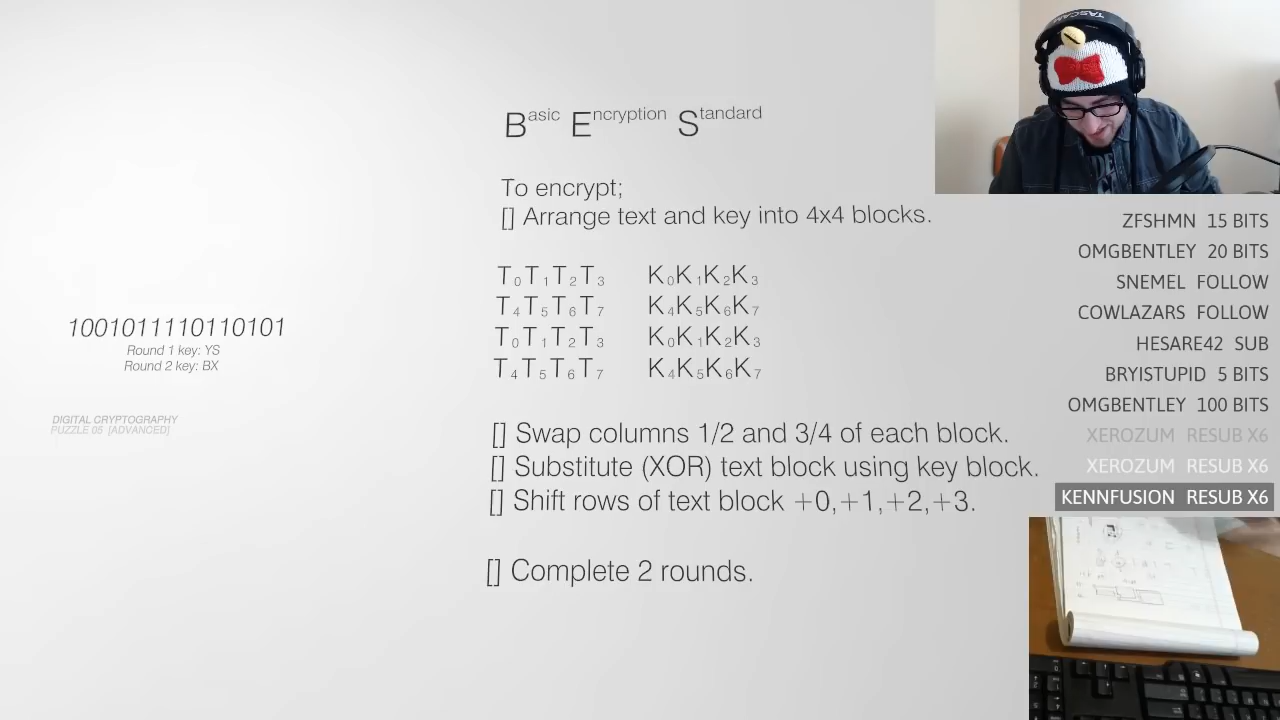 Basic Encryption Standard
To encrypt;
[] Arrange text and key into 4x4 blocks.
T₀T₁T₂T₃ K₀K₁K₂K₃
T₄T₅T₆T₇ K₄K₅K₆K₇
T₀T₁T₂T₃ K₀K₁K₂K₃
T₄T₅T₆T₇ K₄K₅K₆K₇
[] Swap columns 1/2 and 3/4 of each block.
[] Substitute (XOR) text block using key block.
[] Shift rows of text block +0,+1,+2,+3.
[] Complete 2 rounds.
1001011110110101
Round 1 key: YS
Round 2 key: BX
DIGITAL CRYPTOGRAPHY
PUZZLE 05 [ADVANCED]
TASCAM
ZFSHMN 15 BITS
OMGBENTLEY 20 BITS
SNEMEL FOLLOW
COWLAZARS FOLLOW
HESARE42 SUB
BRYISTUPID 5 BITS
OMGBENTLEY 100 BITS
XEROZUM RESUB X6
XEROZUM RESUB X6
KENNFUSION RESUB X6